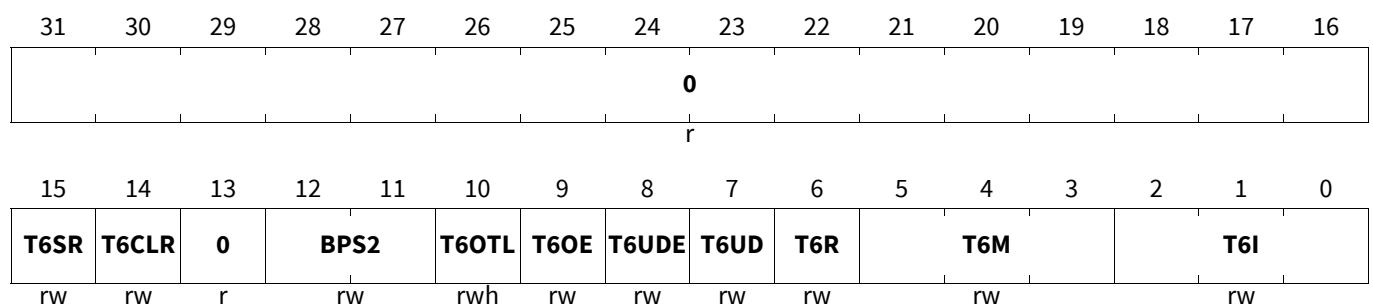 31 30 29 28 27 26 25 24 23 22 21 20 19 18 17 16
0
r
15 14 13 12 11 10 9 8 7 6 5 4 3 2 1 0
T6SR T6CLR 0 BPS2 T6OTL T6OE T6UDE T6UD T6R T6M T6I
rw rw r rw rwh rw rw rw rw rw rw